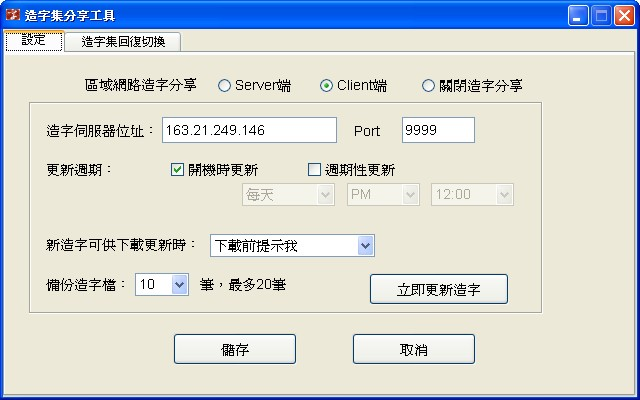 造字集分享工具
設定 造字集回復切換
區域網路造字分享 Server端 Client端 關閉造字分享
造字伺服器位址： 163.21.249.146 Port 9999
更新週期： 開機時更新 週期性更新
每天 PM 12:00
新造字可供下載更新時： 下載前提示我
備份造字檔： 10 筆，最多20筆 立即更新造字
儲存 取消